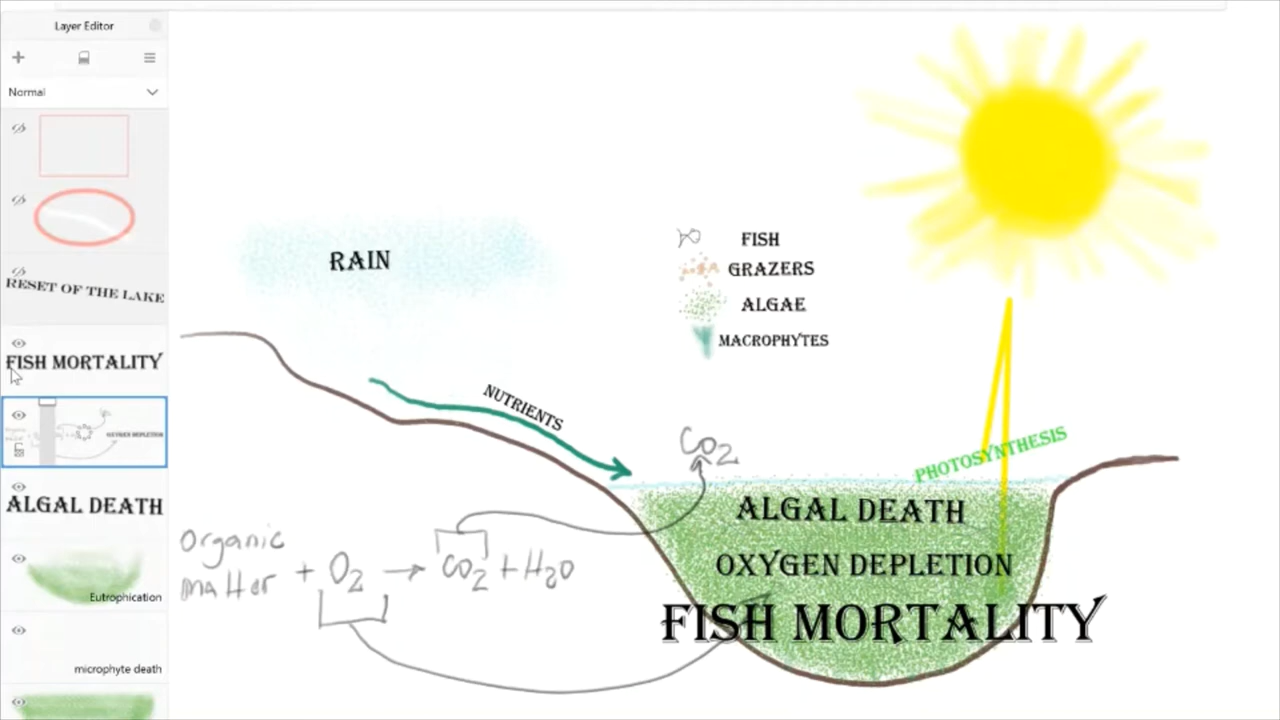 Layer Editor
Normal
RESET OF THE LAKE
FISH MORTALITY
OXYGEN DEPLETION
ALGAL DEATH
Eutrophication
microphyte death
RAIN
FISH
GRAZERS
ALGAE
MACROPHYTES
NUTRIENTS
CO2
PHOTOSYNTHESIS
ALGAL DEATH
OXYGEN DEPLETION
FISH MORTALITY
Organic
matter + O2 → CO2 + H2O